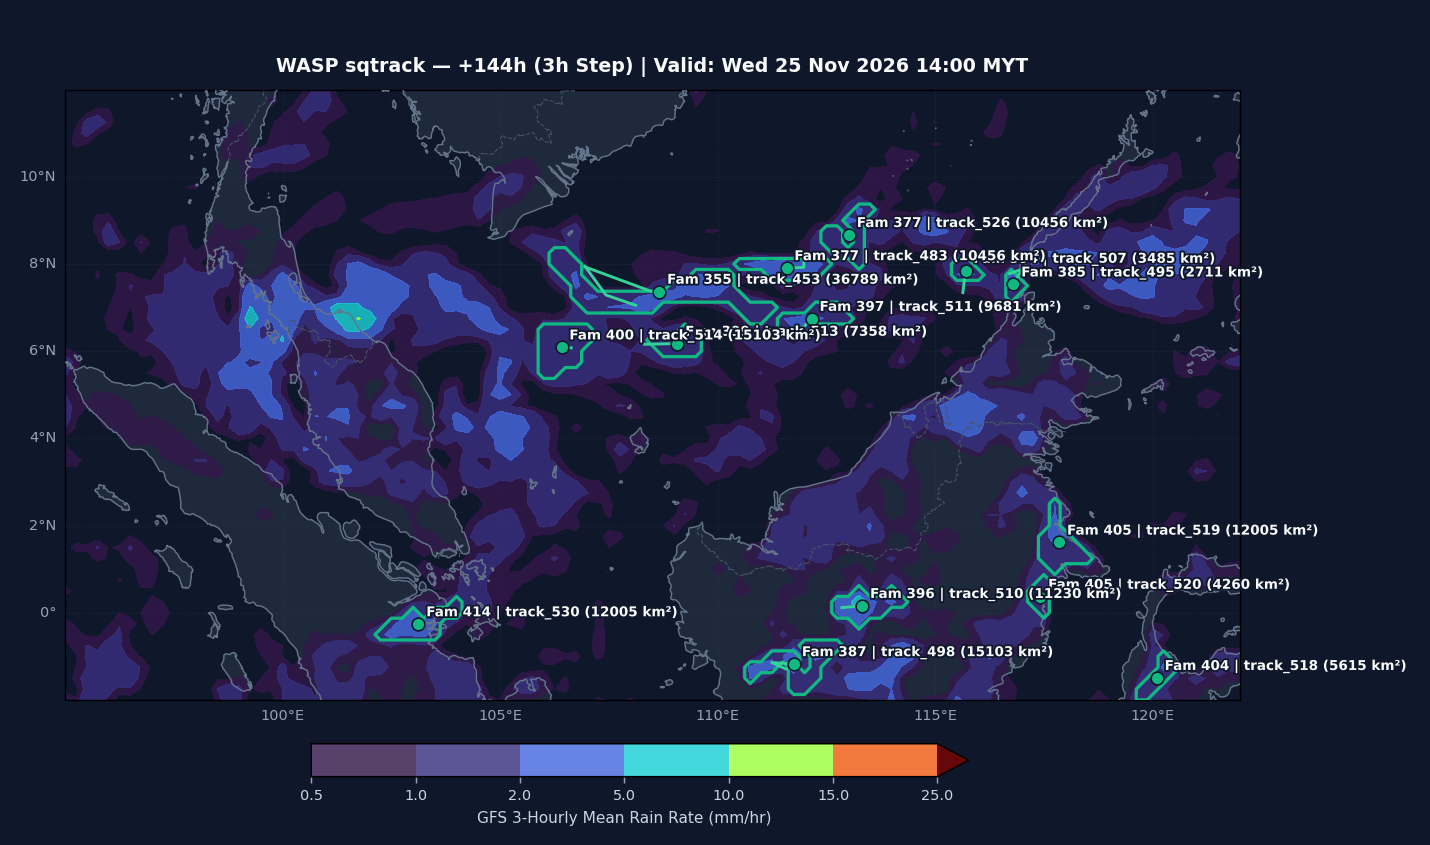 WASP sqtrack — +144h (3h Step) | Valid: Wed 25 Nov 2026 14:00 MYT
10°N
8°N
6°N
4°N
2°N
0°
Fam 377 | track_526 (10456 km²)
Fam 377 | track_483 (10456 km²)
track_507 (3485 km²)
Fam 385 | track_495 (2711 km²)
Fam 355 | track_453 (36789 km²)
Fam 397 | track_511 (9681 km²)
(7358 km²)
Fam 400 | track_514 (15103 km²)
Fam 405 | track_519 (12005 km²)
Fam 405 | track_520 (4260 km²)
Fam 396 | track_510 (11230 km²)
Fam 414 | track_530 (12005 km²)
Fam 387 | track_498 (15103 km²)
Fam 404 | track_518 (5615 km²)
100°E 105°E 110°E 115°E 120°E
0.5 1.0 2.0 5.0 10.0 15.0 25.0
GFS 3-Hourly Mean Rain Rate (mm/hr)